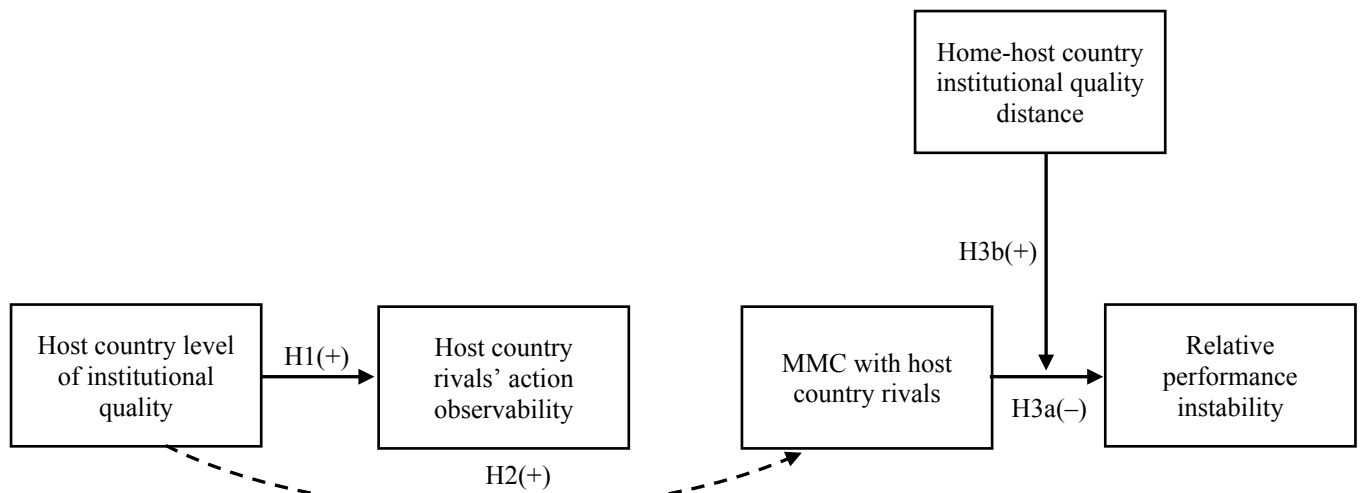 Home-host country
institutional quality
distance
H3b(+)
Host country level
of institutional
quality
H1(+)
Host country
rivals’ action
observability
MMC with host
country rivals
H3a(–)
Relative
performance
instability
H2(+)